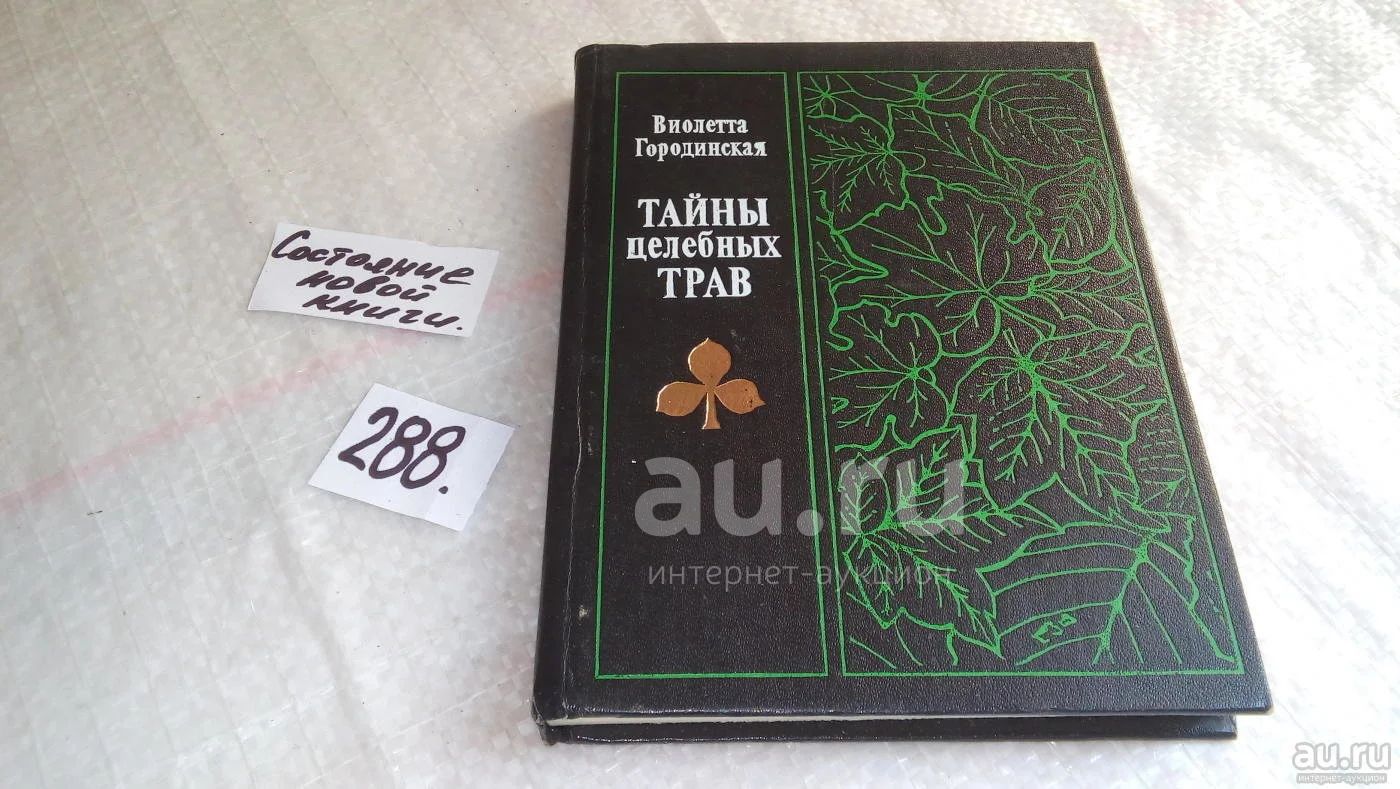 Виолетта
Городинская
ТАЙНЫ
целебных
ТРАВ
Состояние
новой
книги.
288.
au.ru
интернет-аукцион
au.ru
интернет-аукцион